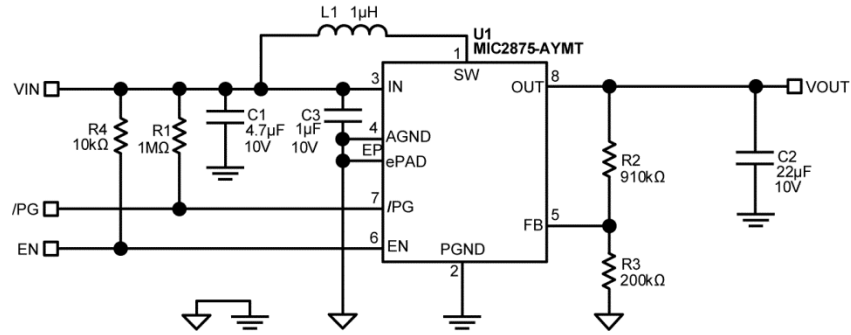 L1 1µH
U1
MIC2875-AYMT
1
SW
VIN
3
IN
OUT
8
VOUT
R4
10kΩ
R1
1MΩ
C1
4.7µF
10V
C3
1µF
10V
4
AGND
EP
ePAD
R2
910kΩ
C2
22µF
10V
/PG
7
/PG
FB
5
EN
6
EN
PGND
2
R3
200kΩ